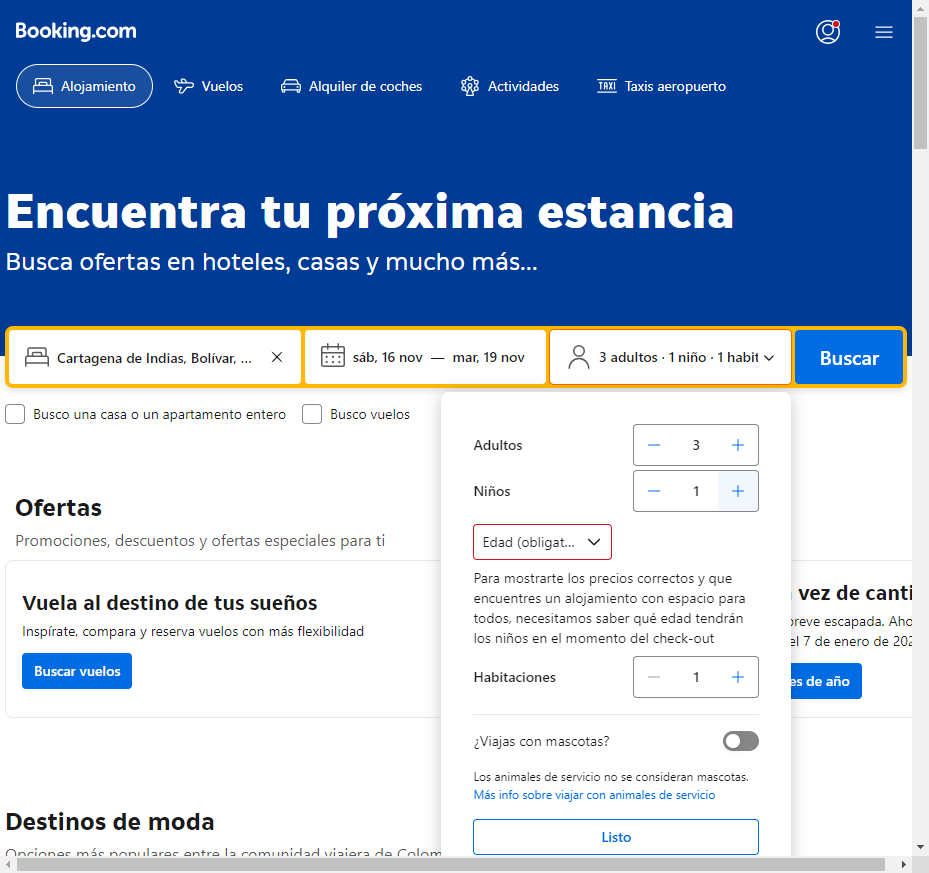 Booking.com
Alojamiento
Vuelos
Alquiler de coches
Actividades
TAXI
Taxis aeropuerto
Encuentra tu próxima estancia
Busca ofertas en hoteles, casas y mucho más...
Cartagena de Indias, Bolívar, ...
sáb, 16 nov — mar, 19 nov
3 adultos · 1 niño · 1 habit
Buscar
Busco una casa o un apartamento entero
Busco vuelos
Adultos
3
Niños
1
Edad (obligat...
Para mostrarte los precios correctos y que
encuentres un alojamiento con espacio para
todos, necesitamos saber qué edad tendrán
los niños en el momento del check-out
Habitaciones
1
¿Viajas con mascotas?
Los animales de servicio no se consideran mascotas.
Más info sobre viajar con animales de servicio
Listo
Ofertas
Promociones, descuentos y ofertas especiales para ti
Vuela al destino de tus sueños
Inspírate, compara y reserva vuelos con más flexibilidad
Buscar vuelos
vez de canti
breve escapada. Aho
el 7 de enero de 202
es de año
Destinos de moda
Opciones más populares entre la comunidad viajera de Colom